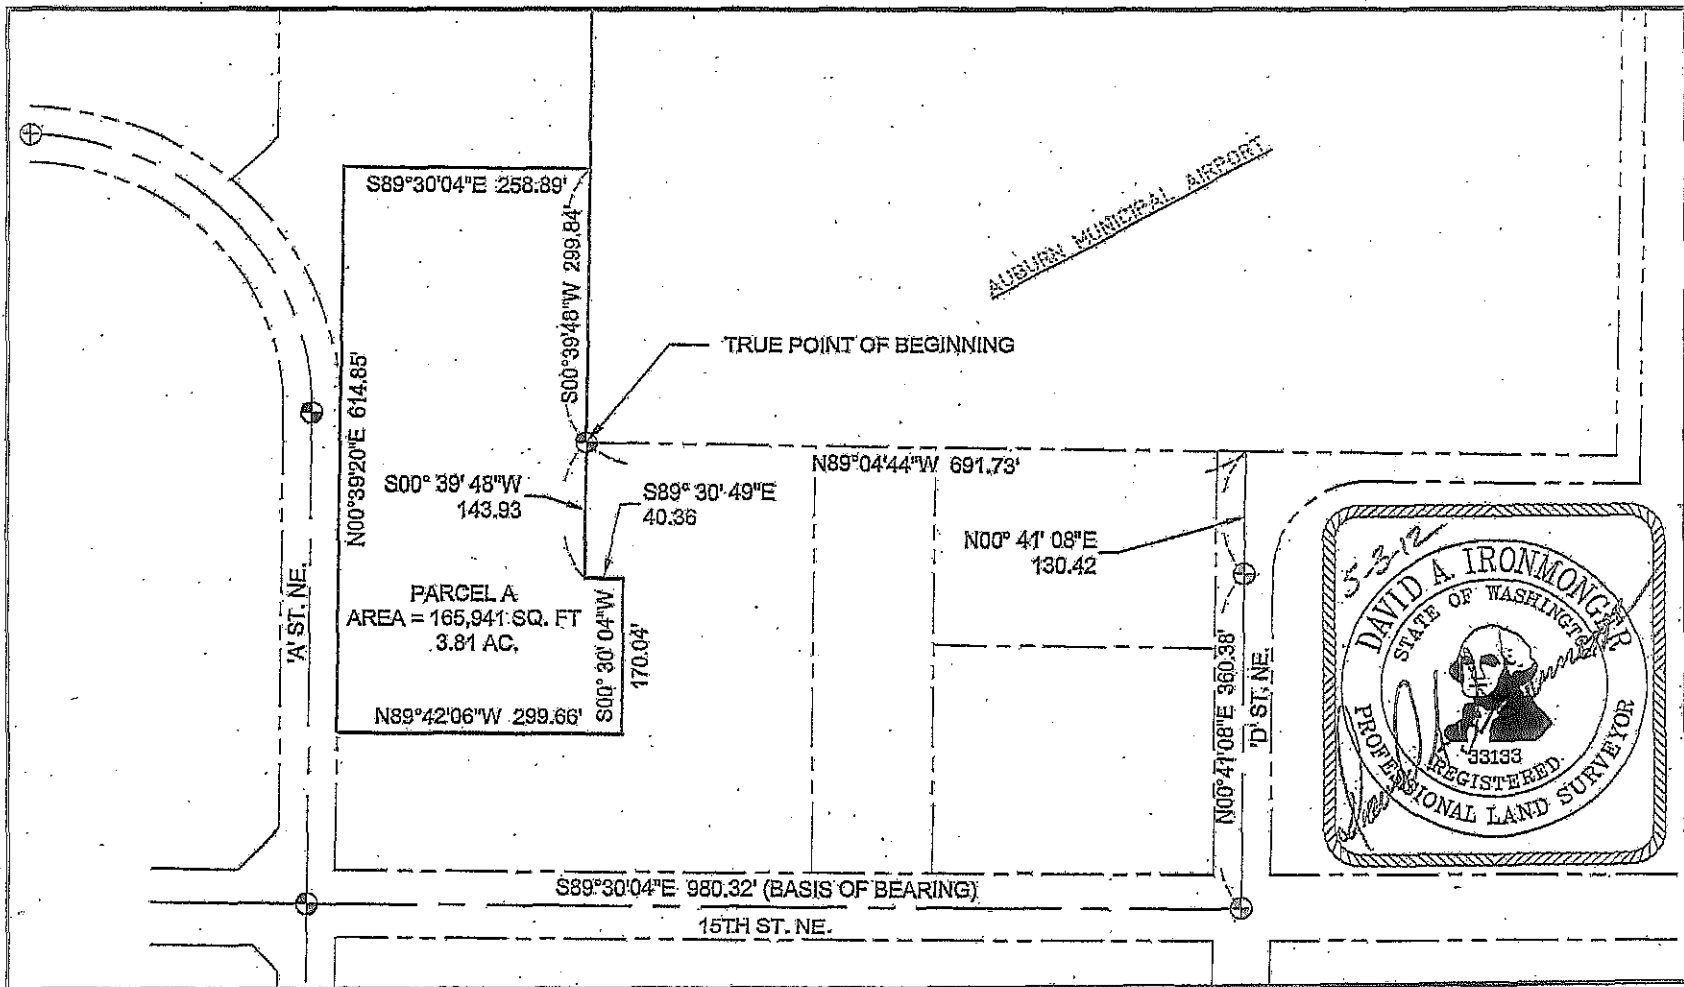 S89°30'04"E 258.89'
S00°39'48"W 299.84'
AUBURN MUNICIPAL AIRPORT
TRUE POINT OF BEGINNING
N00°39'20"E 614.85'
N89°04'44"W 691.73'
S00° 39' 48"W
143.93
S89° 30' 49"E
40.36
N00° 41' 08"E
130.42
PARCEL A
AREA = 165,941 SQ. FT
3.81 AC.
S00° 30' 04"W
170.04'
N89°42'06"W 299.66'
'A' ST. NE.
N00°41'08"E 360.38'
'D' ST. NE.
S89°30'04"E 980.32' (BASIS OF BEARING)
15TH ST. NE.
5-3-12
DAVID A. IRONMONGER
STATE OF WASHINGTON
33133
REGISTERED
PROFESSIONAL LAND SURVEYOR